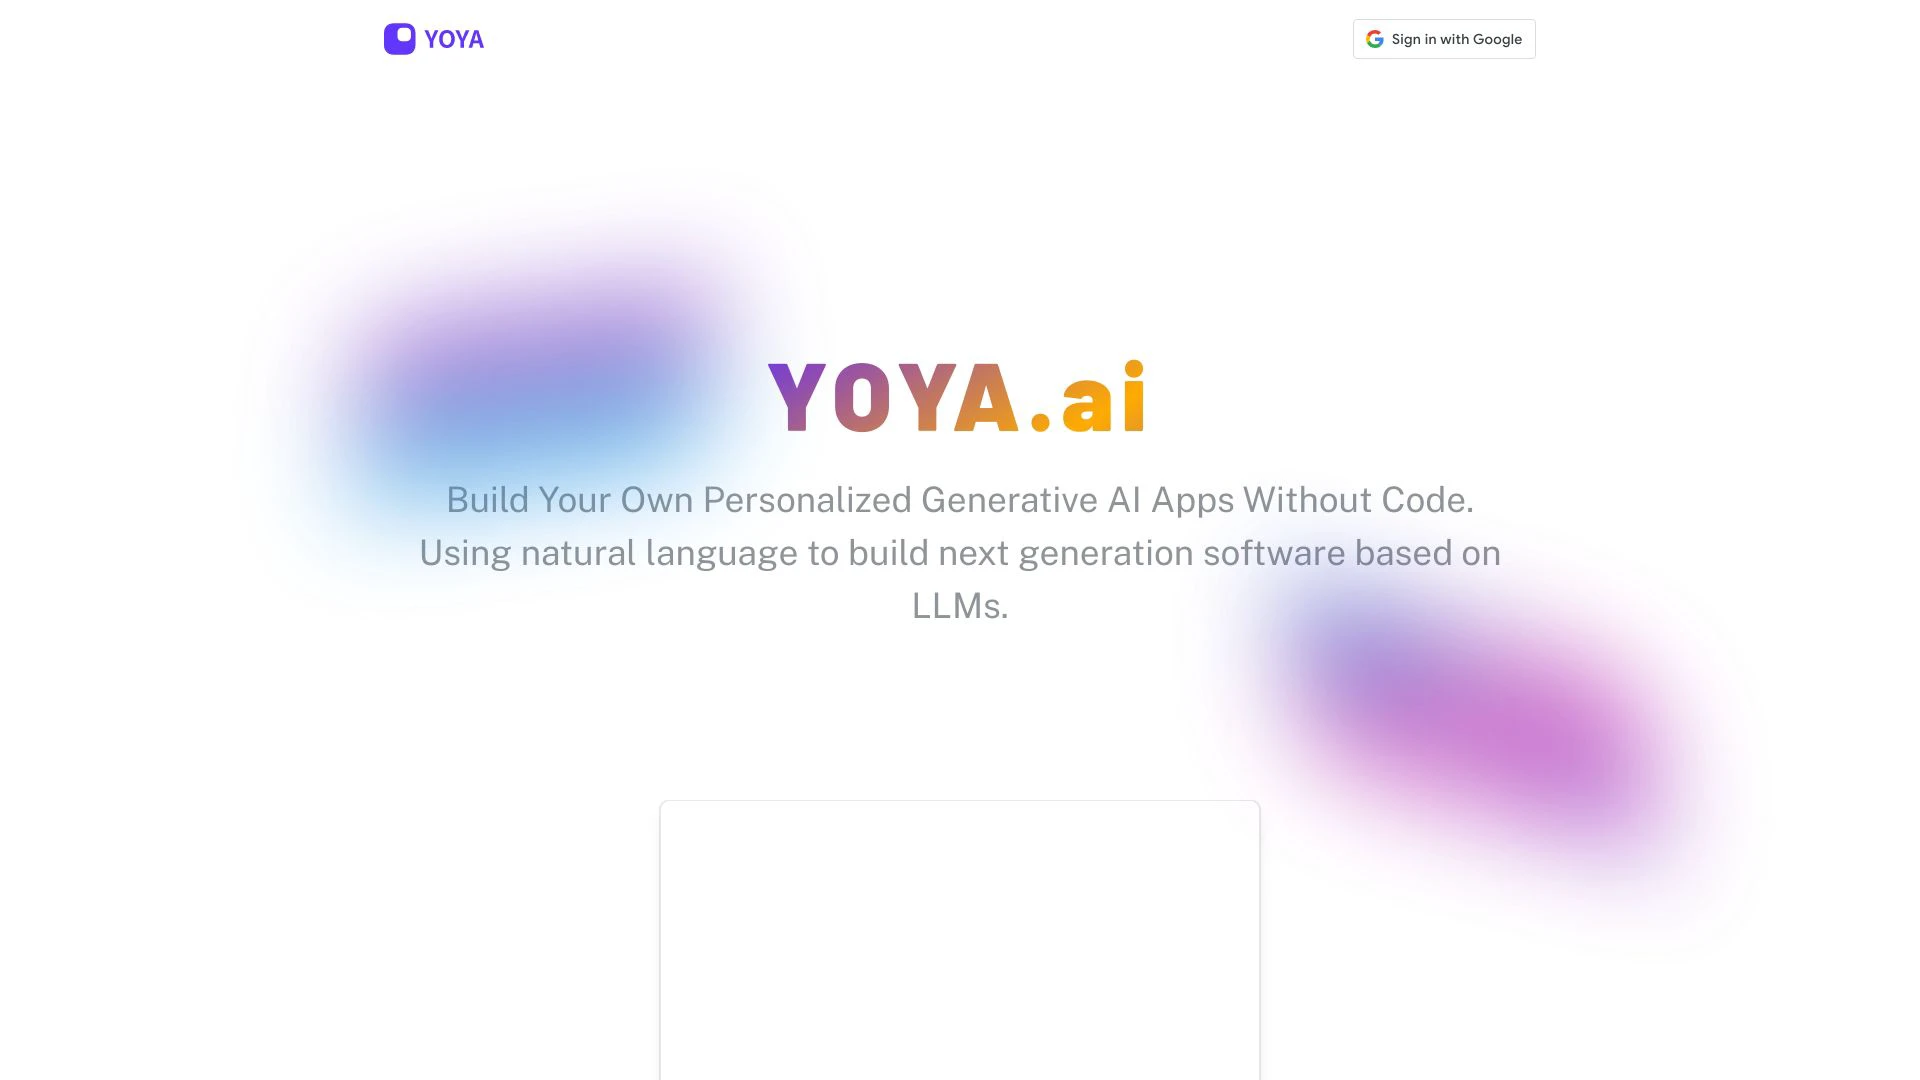 YOYA
Sign in with Google
YOYA.ai
Build Your Own Personalized Generative AI Apps Without Code.
Using natural language to build next generation software based on
LLMs.